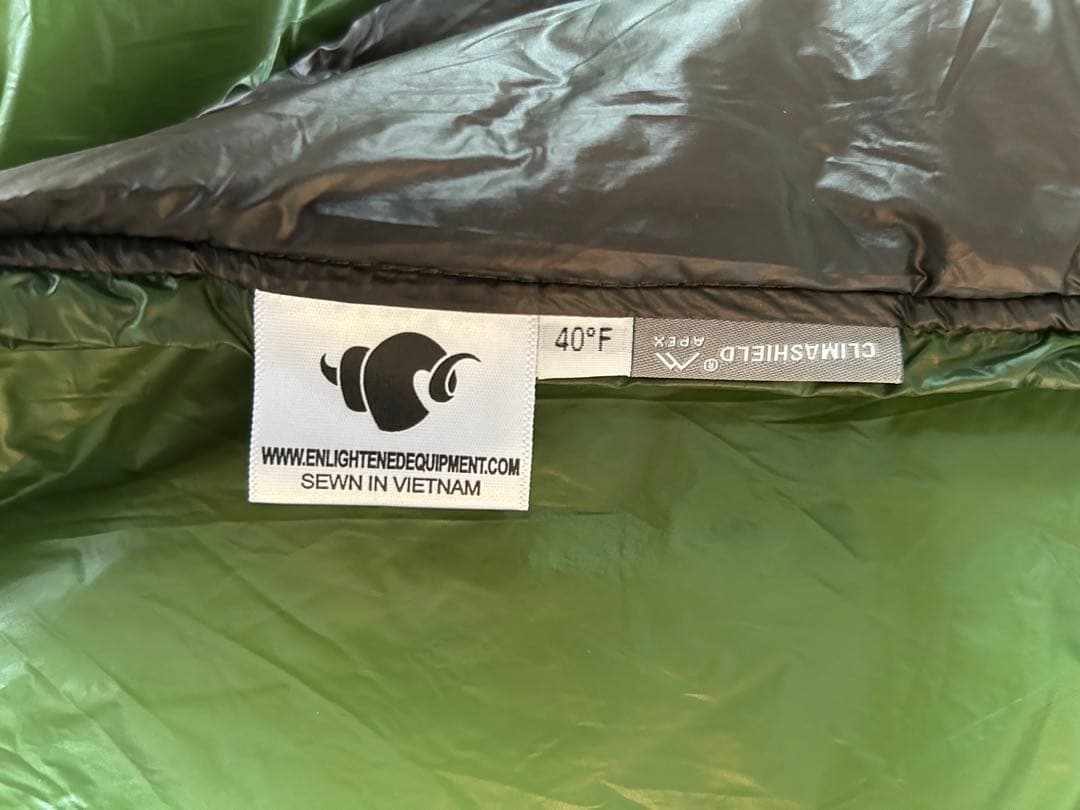 WWW.ENLIGHTENEDEQUIPMENT.COM
SEWN IN VIETNAM
40°F
CLIMASHIELD®
APEX